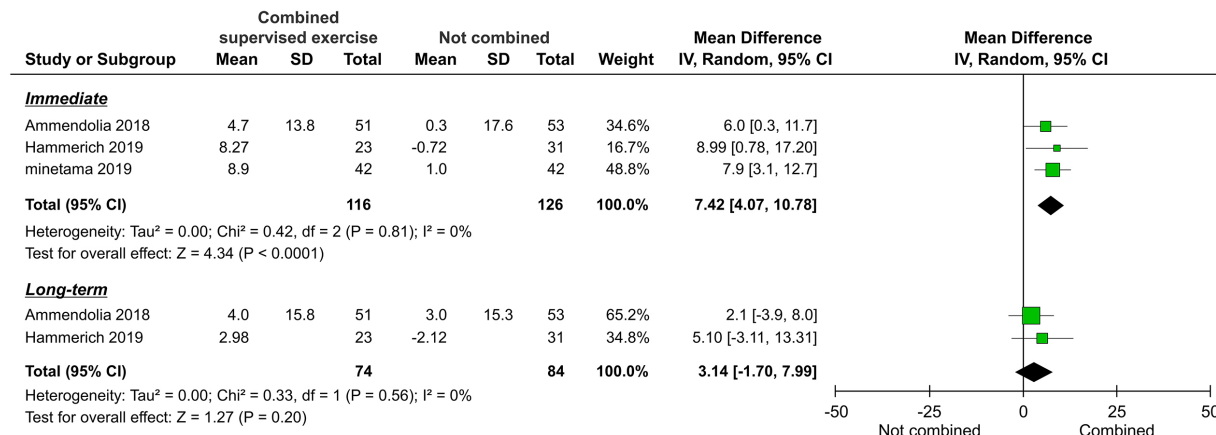 Combined
supervised exercise Not combined Mean Difference Mean Difference
Study or Subgroup Mean SD Total Mean SD Total Weight IV, Random, 95% CI IV, Random, 95% CI
Immediate
Ammendolia 2018 4.7 13.8 51 0.3 17.6 53 34.6% 6.0 [0.3, 11.7]
Hammerich 2019 8.27 23 -0.72 31 16.7% 8.99 [0.78, 17.20]
minetama 2019 8.9 42 1.0 42 48.8% 7.9 [3.1, 12.7]
Total (95% CI) 116 126 100.0% 7.42 [4.07, 10.78]
Heterogeneity: Tau² = 0.00; Chi² = 0.42, df = 2 (P = 0.81); I² = 0%
Test for overall effect: Z = 4.34 (P < 0.0001)
Long-term
Ammendolia 2018 4.0 15.8 51 3.0 15.3 53 65.2% 2.1 [-3.9, 8.0]
Hammerich 2019 2.98 23 -2.12 31 34.8% 5.10 [-3.11, 13.31]
Total (95% CI) 74 84 100.0% 3.14 [-1.70, 7.99]
Heterogeneity: Tau² = 0.00; Chi² = 0.33, df = 1 (P = 0.56); I² = 0%
Test for overall effect: Z = 1.27 (P = 0.20)
-50 -25 0 25 50
Not combined Combined